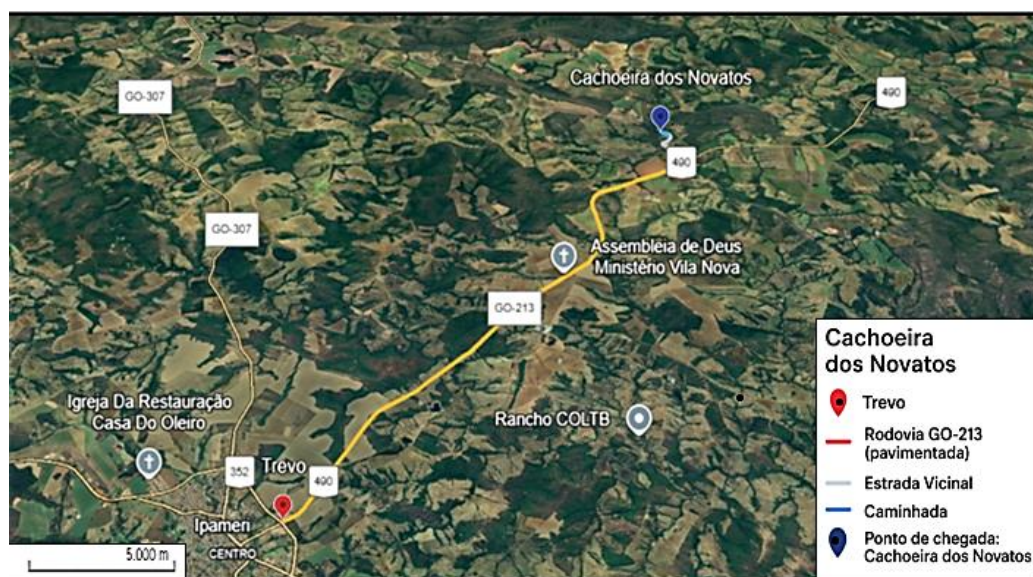 GO-307
Cachoeira dos Novatos
490
490
GO-307
Assembleia de Deus
Ministério Vila Nova
GO-213
Igreja Da Restauração
Casa Do Oleiro
Rancho COLTB
352
Trevo
490
Ipameri
CENTRO
5.000 m
Cachoeira
dos Novatos
Trevo
Rodovia GO-213
(pavimentada)
Estrada Vicinal
Caminhada
Ponto de chegada:
Cachoeira dos Novatos